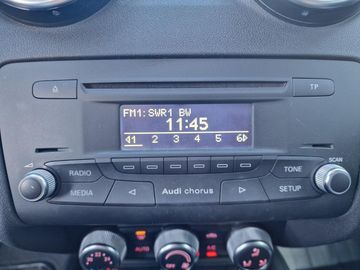 TP
FM1: SWR1 BW
11:45
1 2 3 4 5 6
SCAN
RADIO
TONE
MEDIA
Audi chorus
SETUP
AUTO